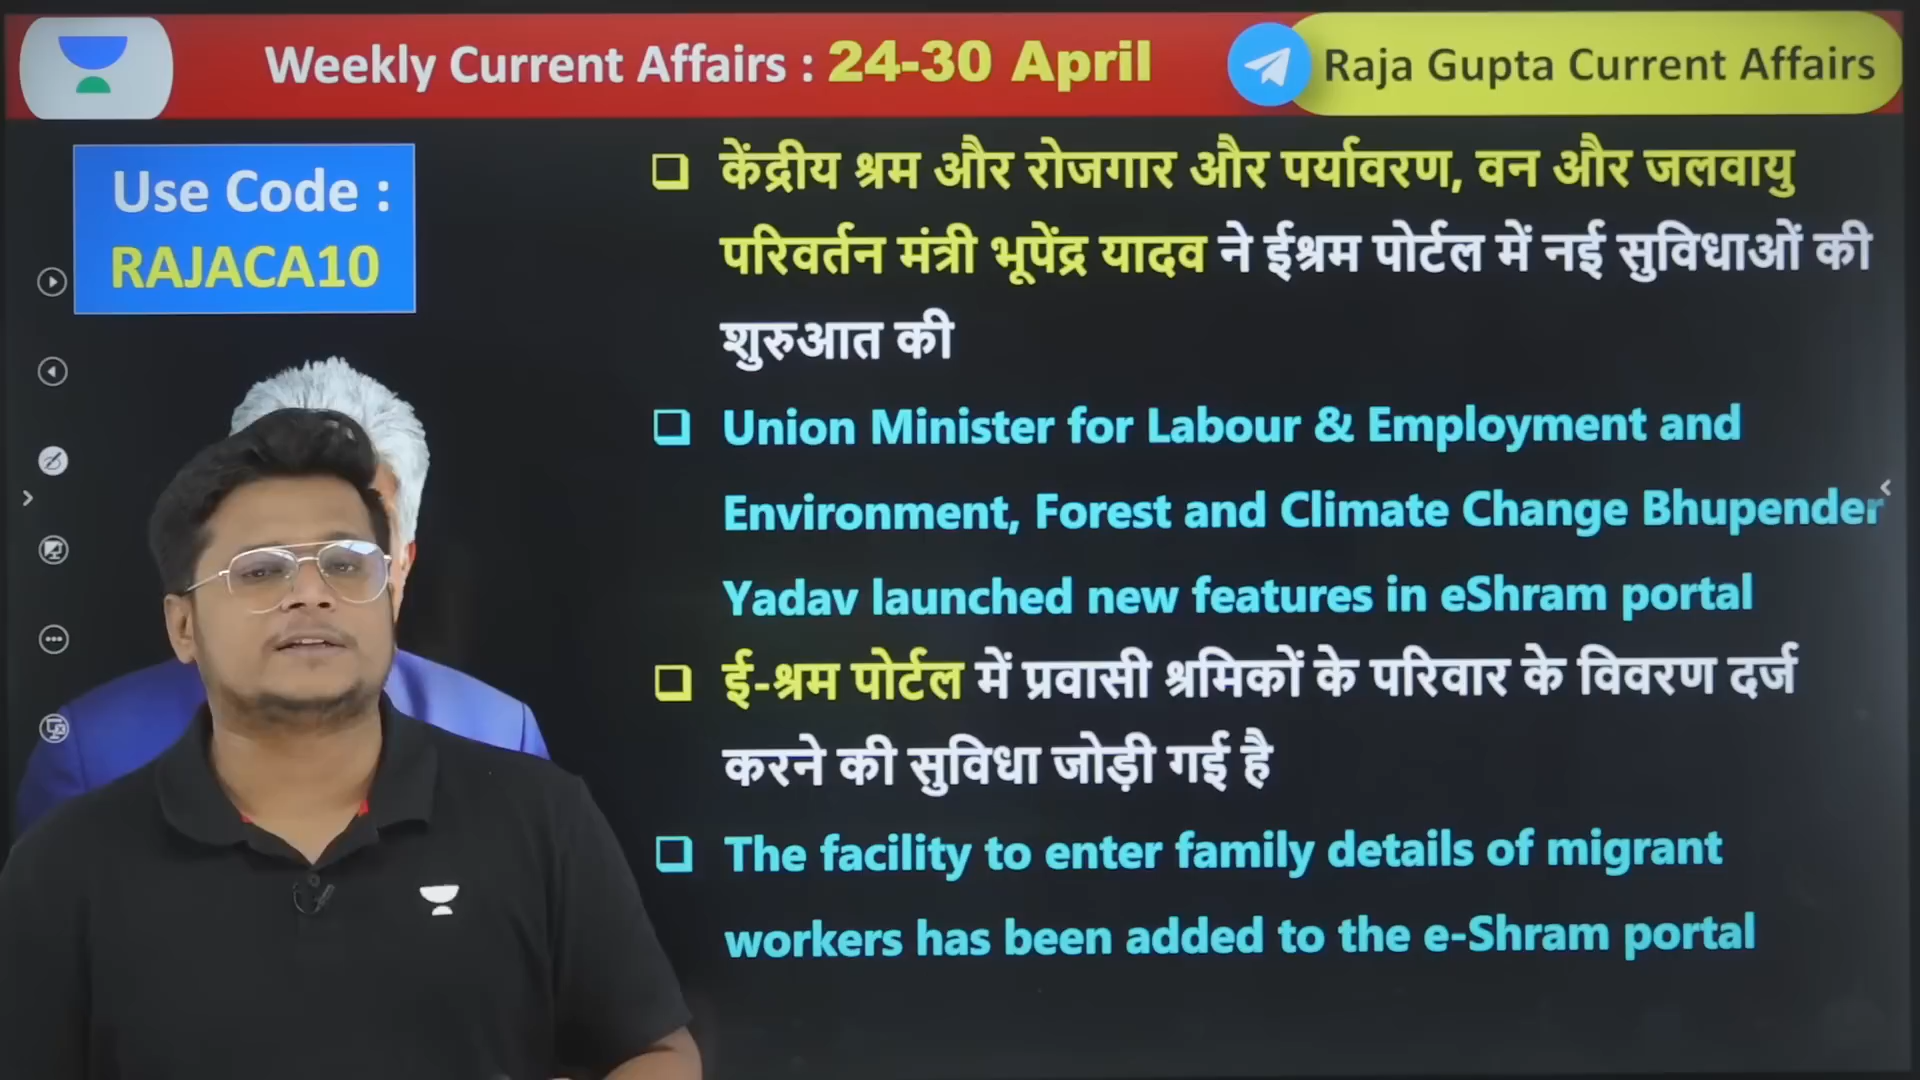 Weekly Current Affairs : 24-30 April
Raja Gupta Current Affairs
Use Code :
RAJACA10
केंद्रीय श्रम और रोजगार और पर्यावरण, वन और जलवायु
परिवर्तन मंत्री भूपेंद्र यादव ने ईश्रम पोर्टल में नई सुविधाओं की
शुरुआत की
Union Minister for Labour & Employment and
Environment, Forest and Climate Change Bhupender
Yadav launched new features in eShram portal
ई-श्रम पोर्टल में प्रवासी श्रमिकों के परिवार के विवरण दर्ज
करने की सुविधा जोड़ी गई है
The facility to enter family details of migrant
workers has been added to the e-Shram portal